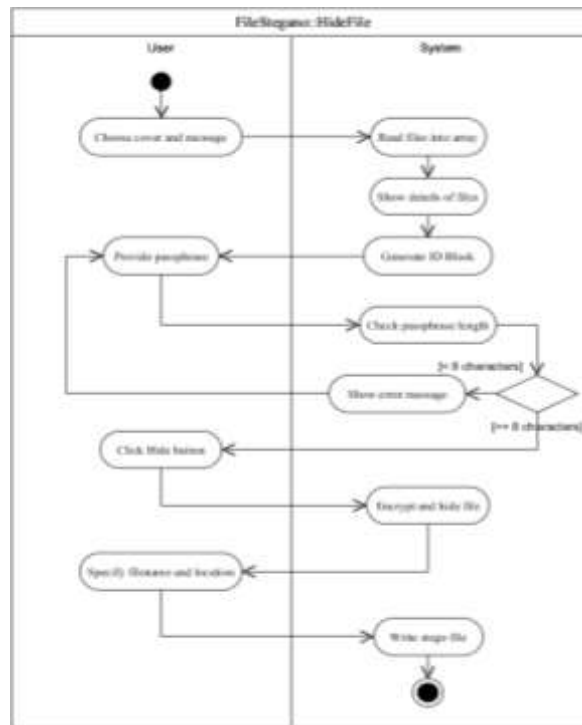 FileStegano::HideFile
User
System
Choose cover and message
Read files into array
Show details of files
Provide passphrase
Generate ID Block
Check passphrase length
[< 8 characters]
Show error message
[>= 8 characters]
Click Hide button
Encrypt and hide file
Specify filename and location
Write stego file